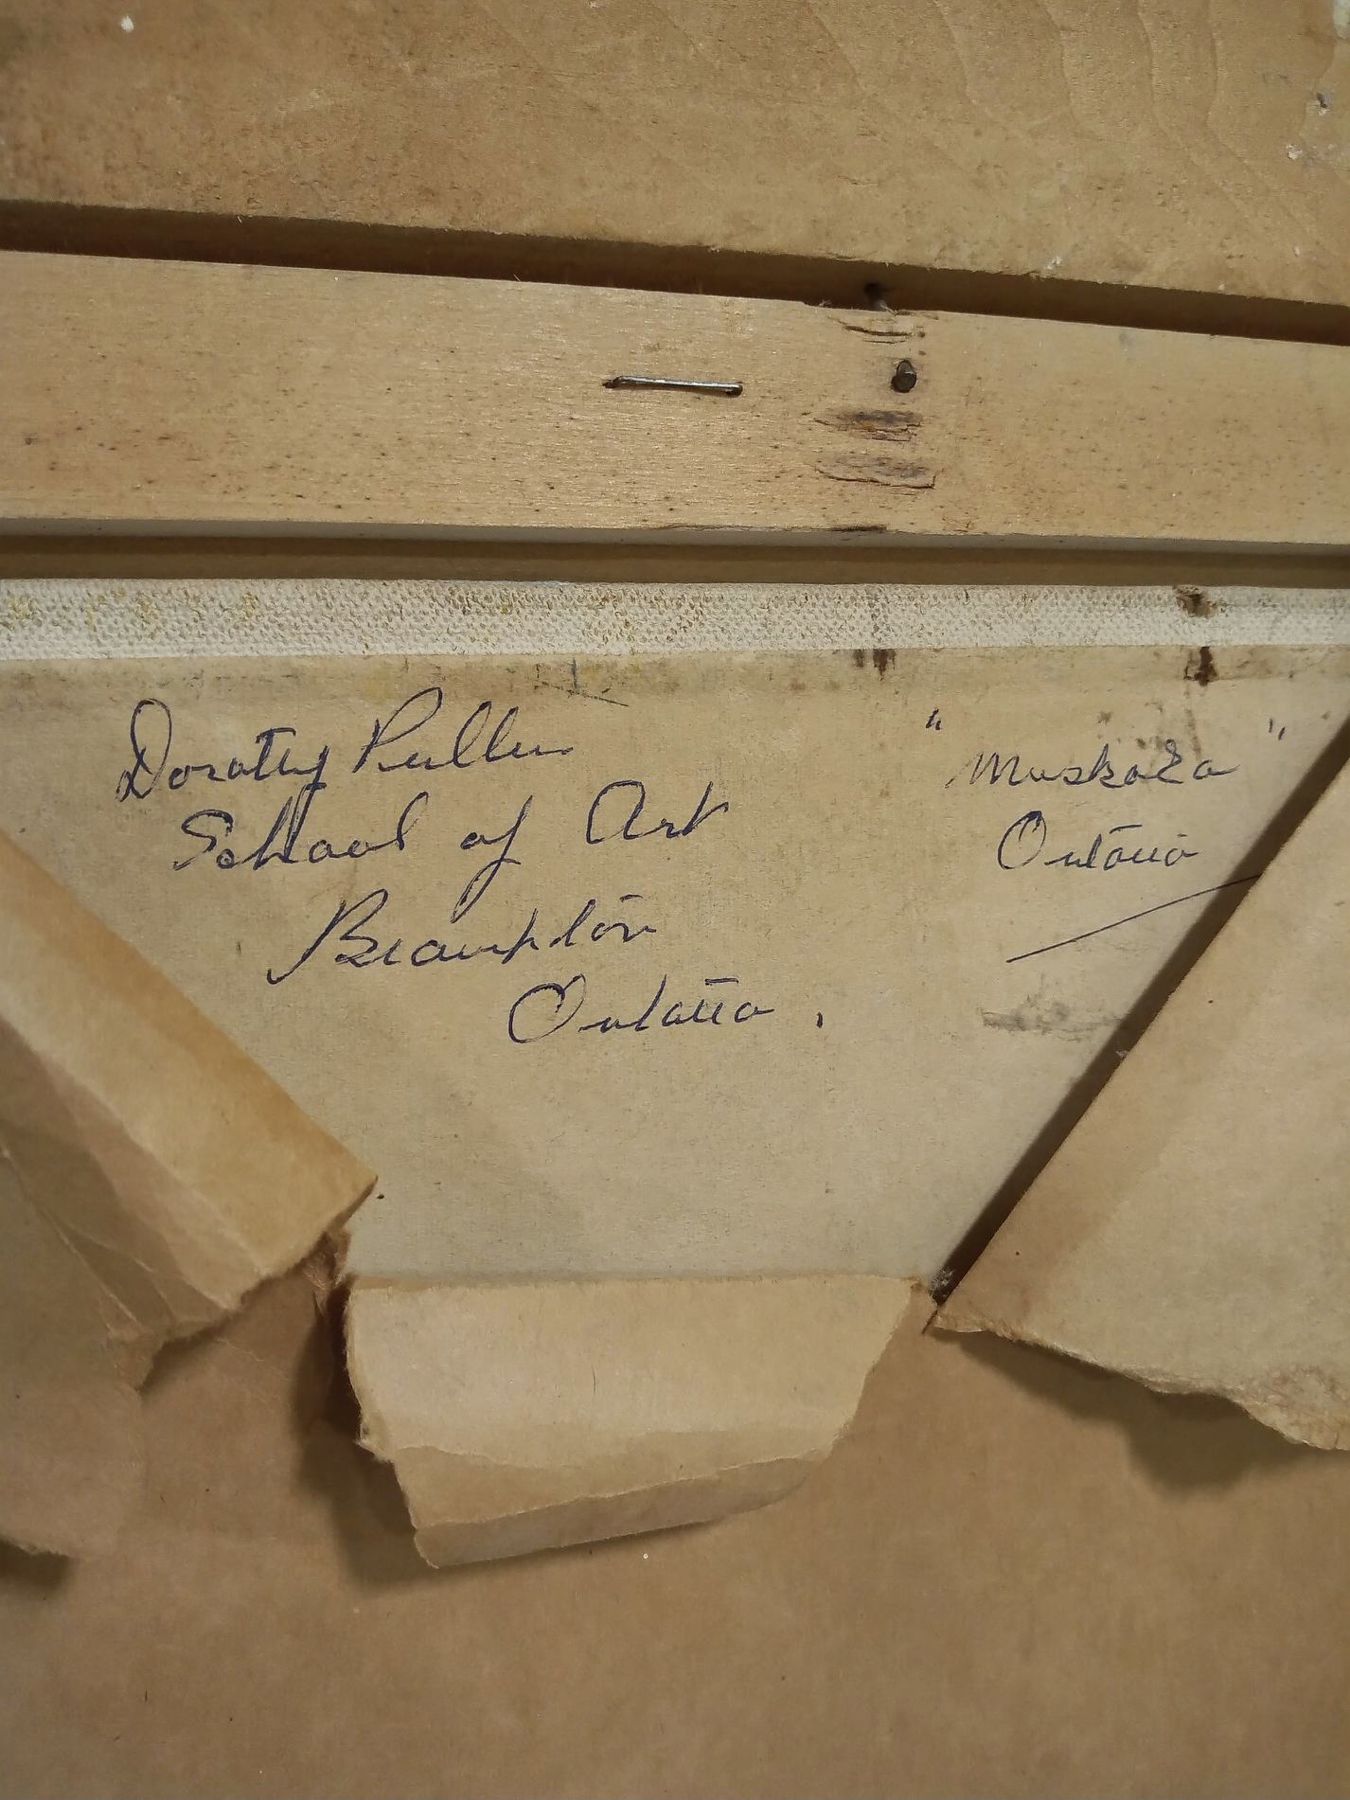 Dorothy Pullen
School of Art
Brampton
Ontario.
"Muskoka"
Ontario